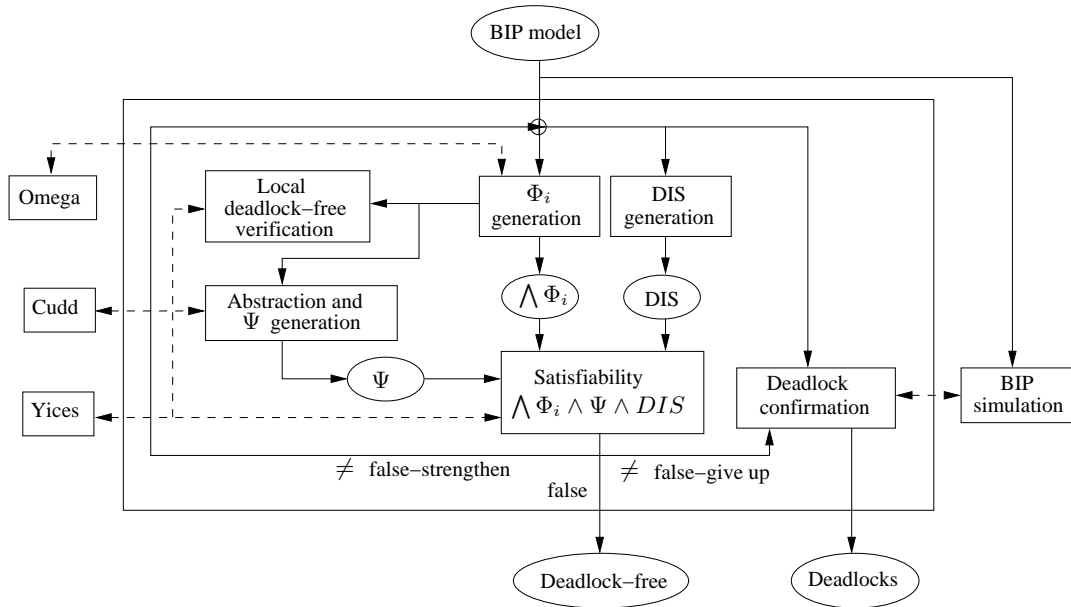 BIP model
Omega
Local
deadlock−free
verification
Φi
generation
DIS
generation
Cudd
Abstraction and
Ψ generation
⋀ Φi
DIS
Yices
Ψ
Satisfiability
⋀ Φi ∧ Ψ ∧ DIS
Deadlock
confirmation
BIP
simulation
≠ false−strengthen
≠ false−give up
false
Deadlock−free
Deadlocks